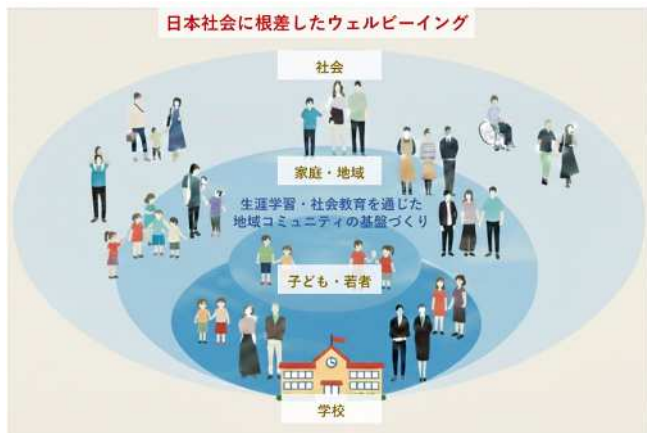 日本社会に根差したウェルビーイング
社会
家庭・地域
生涯学習・社会教育を通じた
地域コミュニティの基盤づくり
子ども・若者
学校